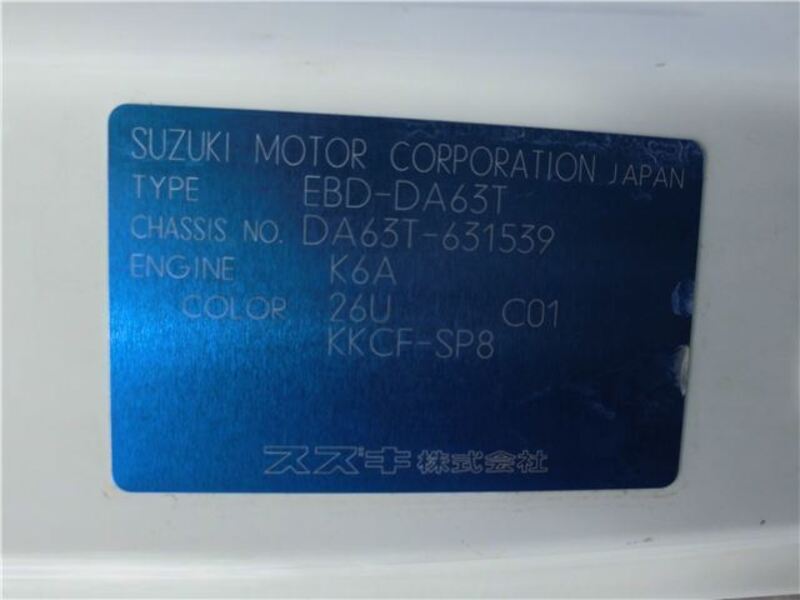 SUZUKI MOTOR CORPORATION JAPAN
TYPE EBD-DA63T
CHASSIS NO. DA63T-631539
ENGINE K6A
COLOR 26U C01
KKCF-SP8
スズキ株式会社